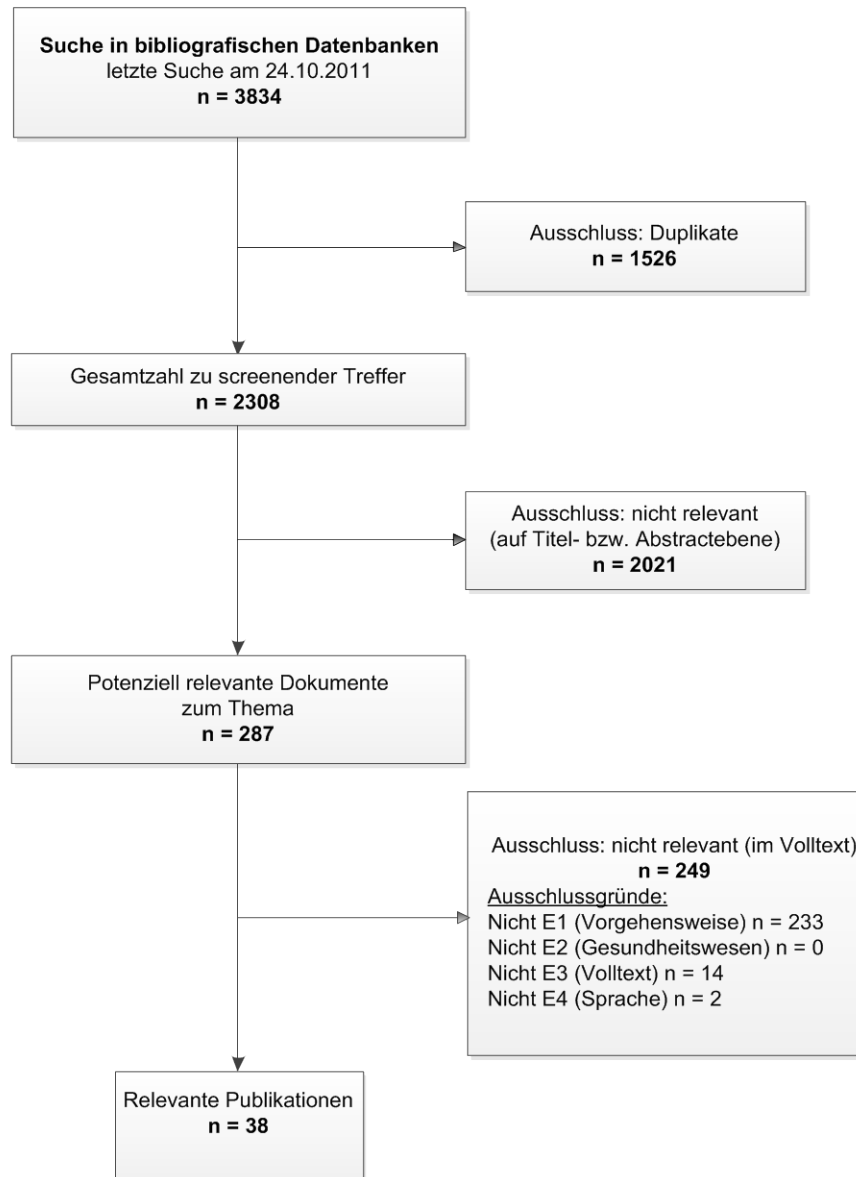 Suche in bibliografischen Datenbanken
letzte Suche am 24.10.2011
n = 3834
Ausschluss: Duplikate
n = 1526
Gesamtzahl zu screenender Treffer
n = 2308
Ausschluss: nicht relevant
(auf Titel- bzw. Abstractebene)
n = 2021
Potenziell relevante Dokumente
zum Thema
n = 287
Ausschluss: nicht relevant (im Volltext)
n = 249
Ausschlussgründe:
Nicht E1 (Vorgehensweise) n = 233
Nicht E2 (Gesundheitswesen) n = 0
Nicht E3 (Volltext) n = 14
Nicht E4 (Sprache) n = 2
Relevante Publikationen
n = 38